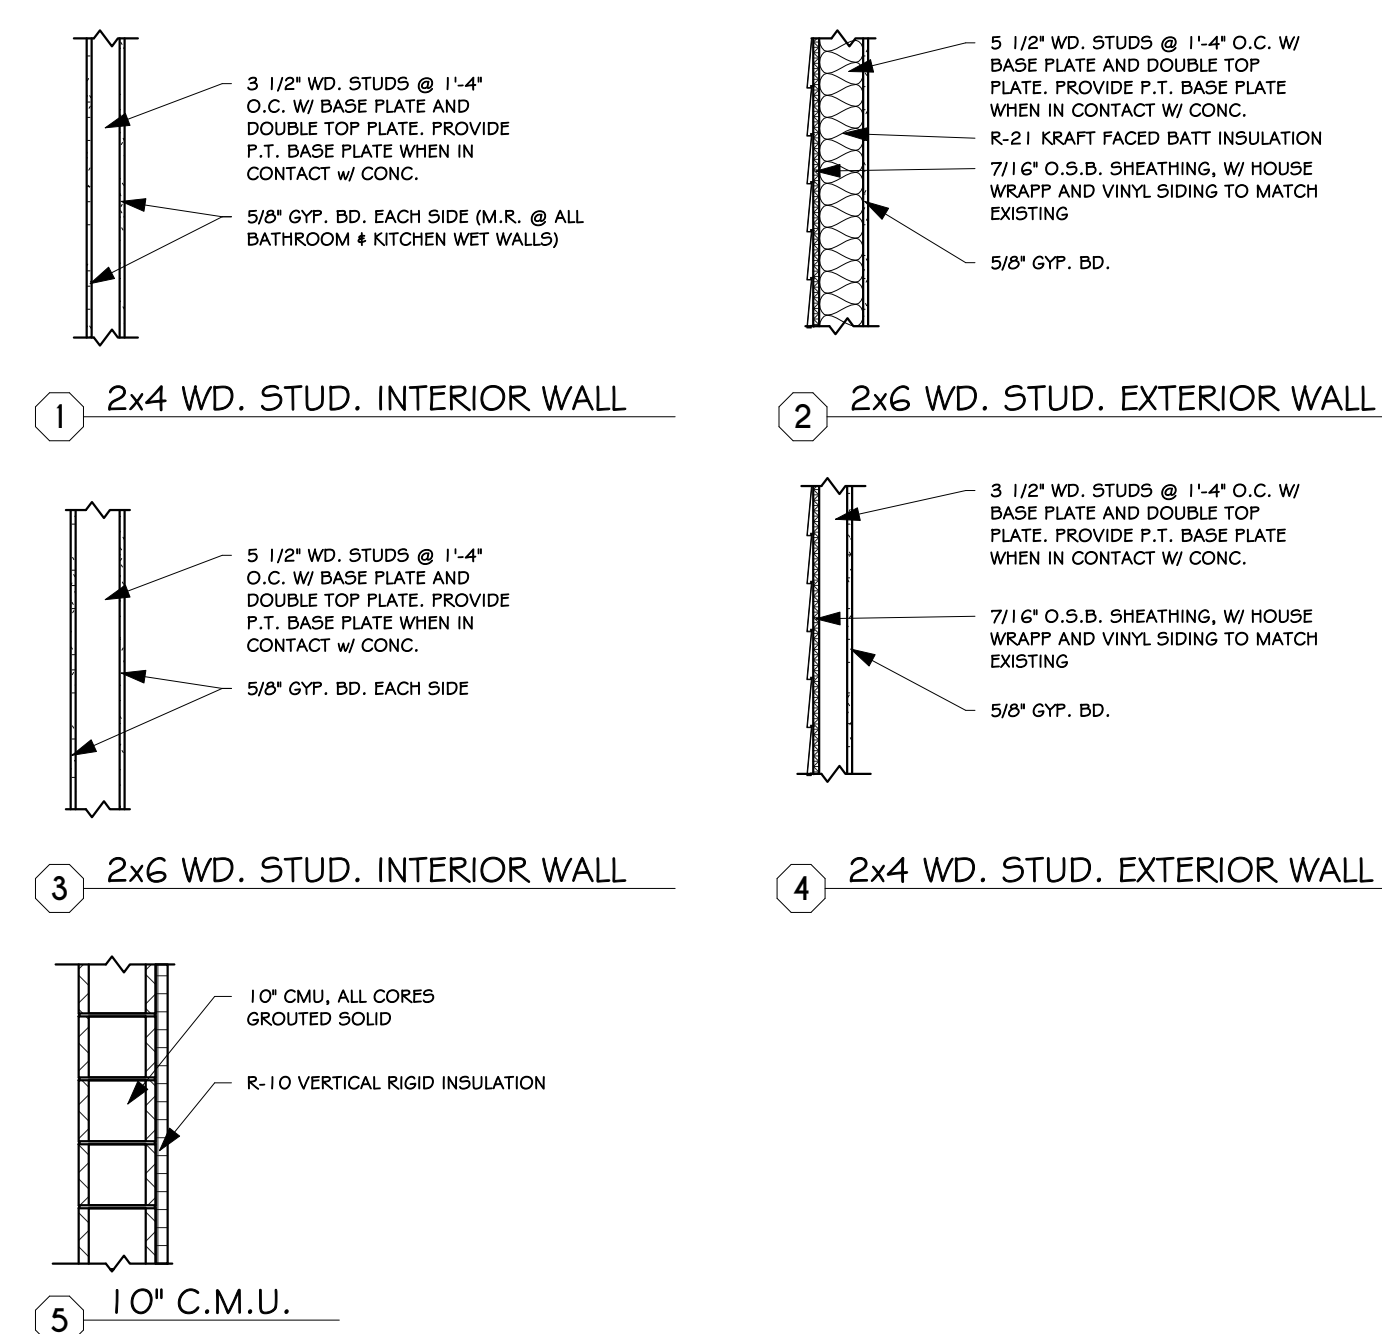 3 1/2" WD. STUDS @ 1'-4"
O.C. W/ BASE PLATE AND
DOUBLE TOP PLATE. PROVIDE
P.T. BASE PLATE WHEN IN
CONTACT w/ CONC.
5/8" GYP. BD. EACH SIDE (M.R. @ ALL
BATHROOM & KITCHEN WET WALLS)
1 2x4 WD. STUD. INTERIOR WALL
5 1/2" WD. STUDS @ 1'-4" O.C. W/
BASE PLATE AND DOUBLE TOP
PLATE. PROVIDE P.T. BASE PLATE
WHEN IN CONTACT W/ CONC.
R-21 KRAFT FACED BATT INSULATION
7/16" O.S.B. SHEATHING, W/ HOUSE
WRAPP AND VINYL SIDING TO MATCH
EXISTING
5/8" GYP. BD.
2 2x6 WD. STUD. EXTERIOR WALL
5 1/2" WD. STUDS @ 1'-4"
O.C. W/ BASE PLATE AND
DOUBLE TOP PLATE. PROVIDE
P.T. BASE PLATE WHEN IN
CONTACT w/ CONC.
5/8" GYP. BD. EACH SIDE
3 2x6 WD. STUD. INTERIOR WALL
3 1/2" WD. STUDS @ 1'-4" O.C. W/
BASE PLATE AND DOUBLE TOP
PLATE. PROVIDE P.T. BASE PLATE
WHEN IN CONTACT W/ CONC.
7/16" O.S.B. SHEATHING, W/ HOUSE
WRAPP AND VINYL SIDING TO MATCH
EXISTING
5/8" GYP. BD.
4 2x4 WD. STUD. EXTERIOR WALL
10" CMU, ALL CORES
GROUTED SOLID
R-10 VERTICAL RIGID INSULATION
5 10" C.M.U.